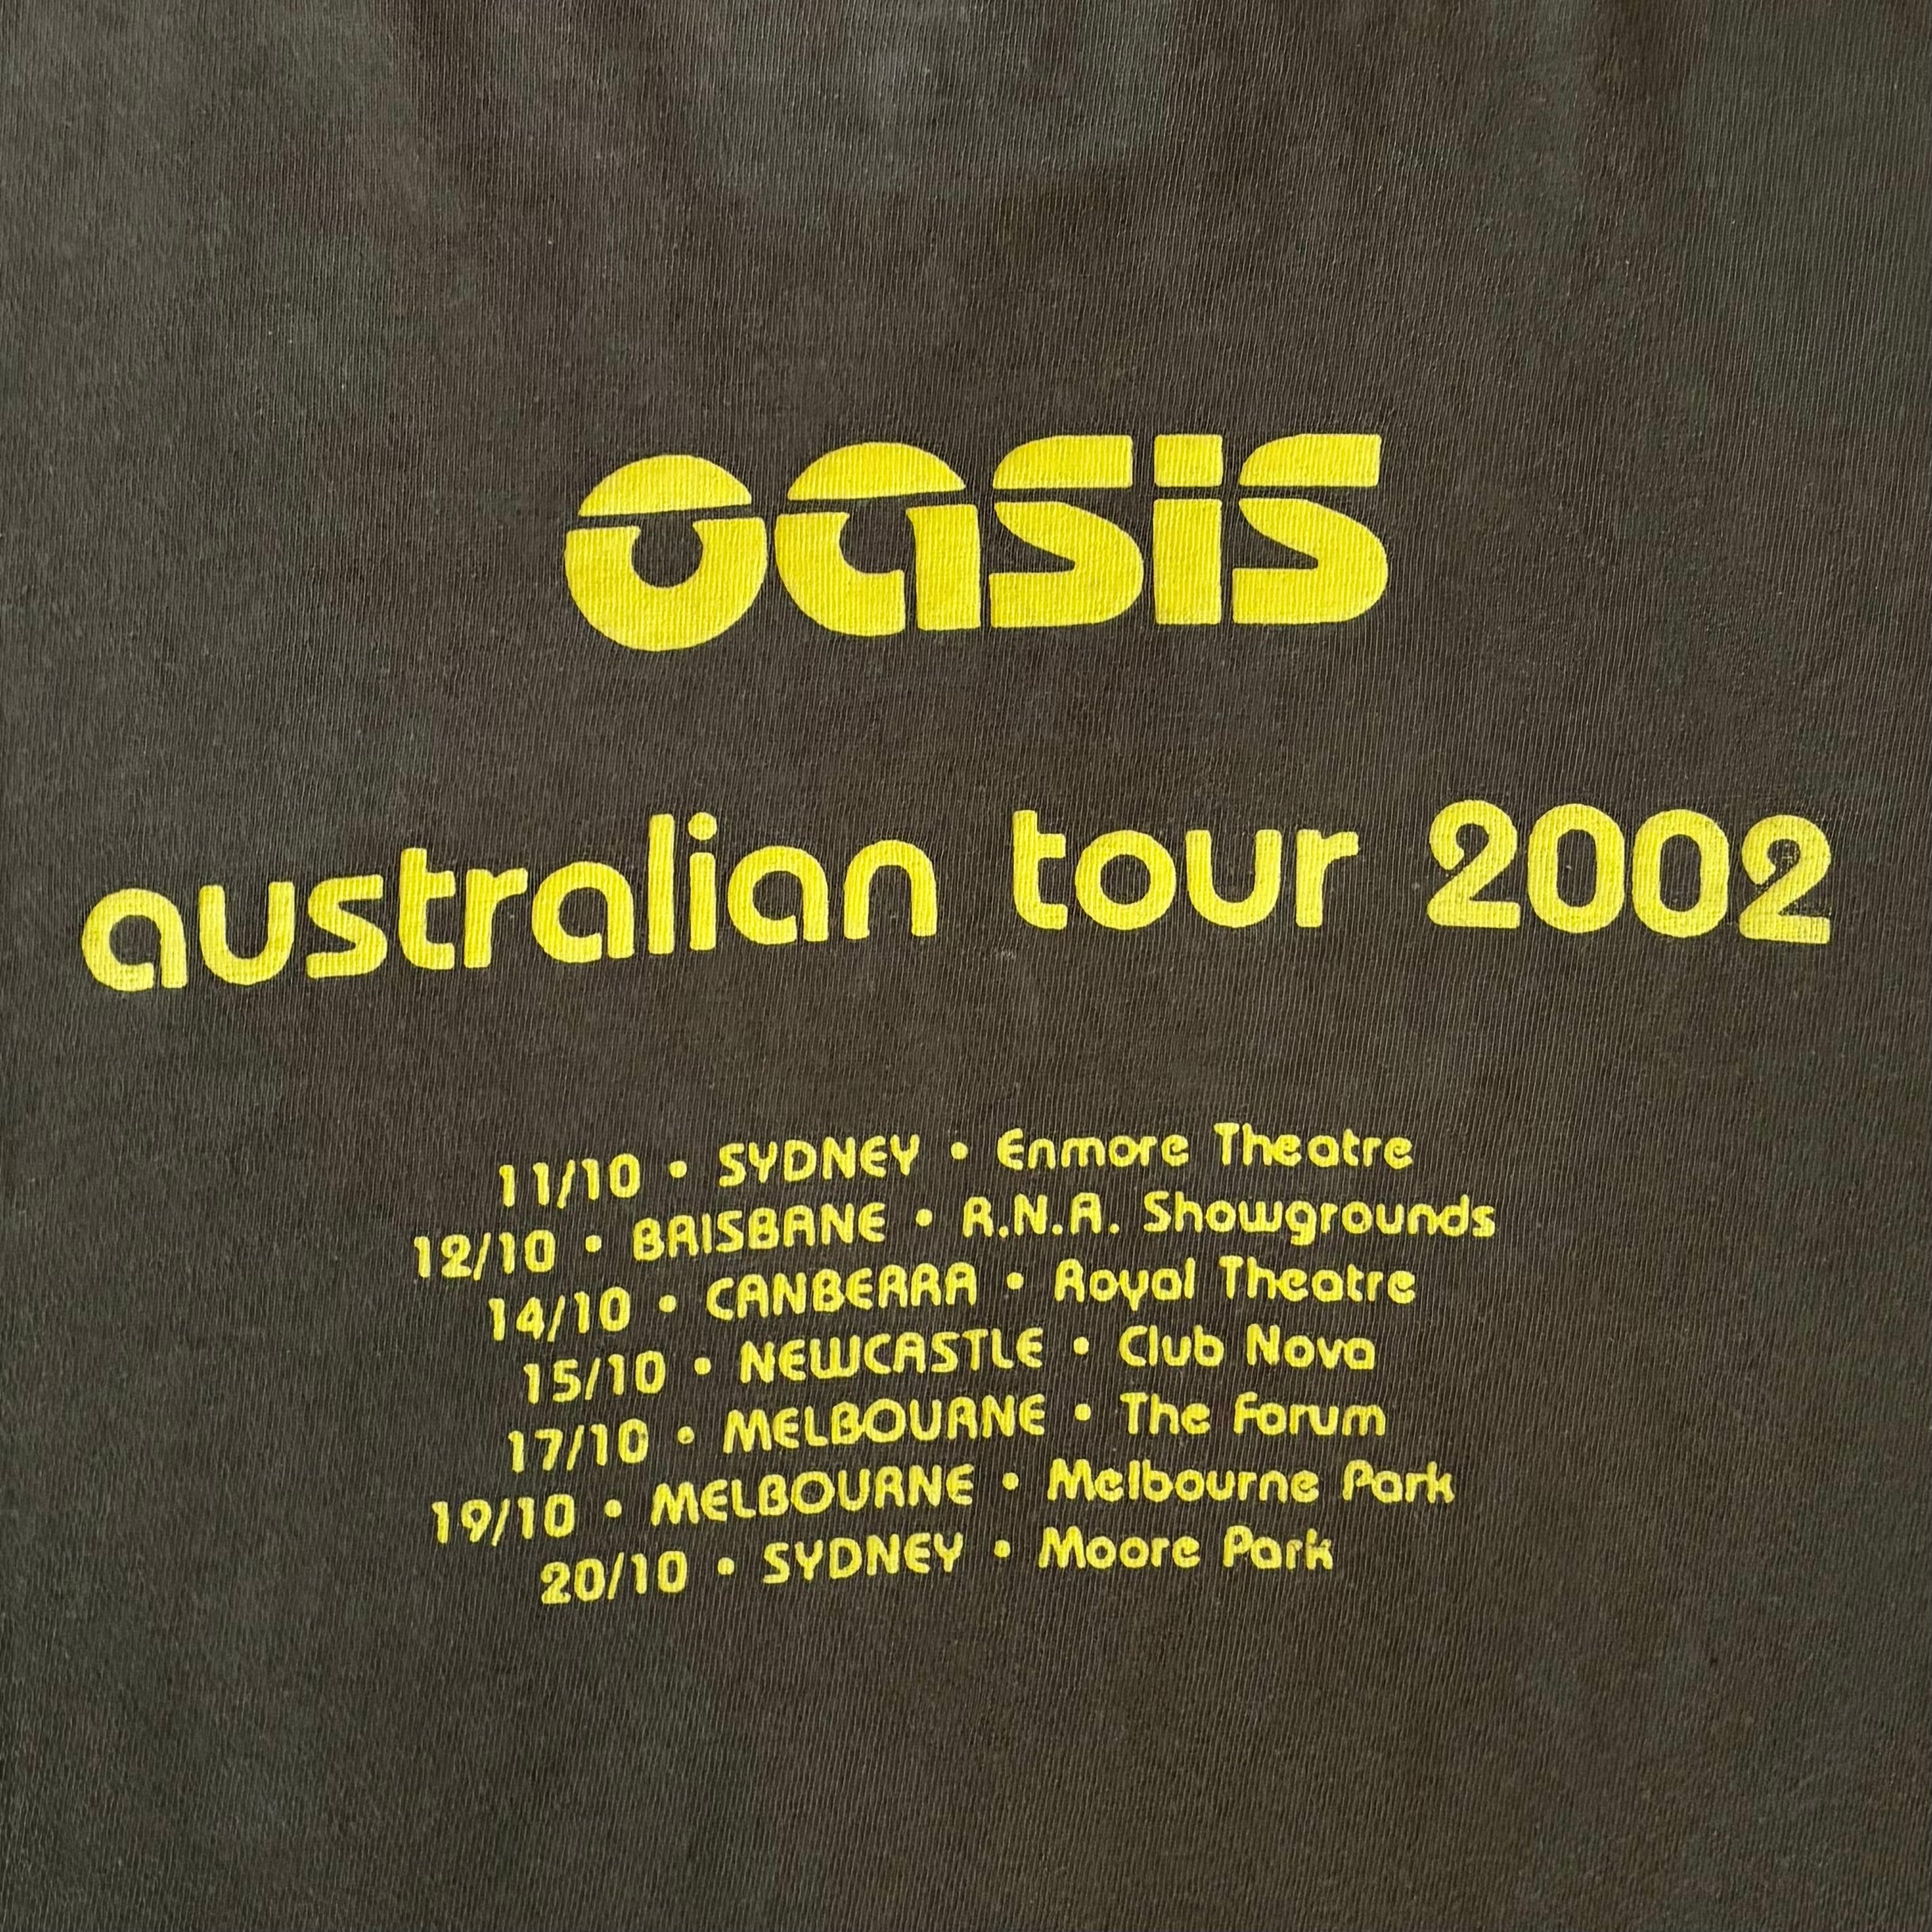 oasis
australian tour 2002
11/10 • SYDNEY • Enmore Theatre
12/10 • BRISBANE • R.N.A. Showgrounds
14/10 • CANBERRA • Royal Theatre
15/10 • NEWCASTLE • Club Nova
17/10 • MELBOURNE • The Forum
19/10 • MELBOURNE • Melbourne Park
20/10 • SYDNEY • Moore Park